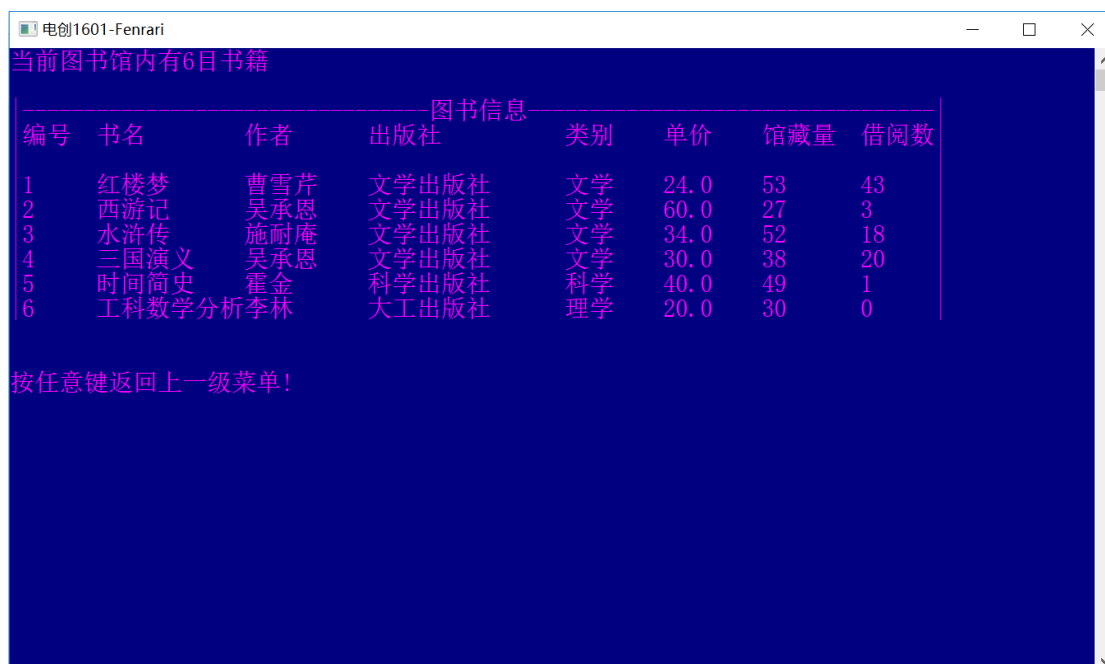 电创1601-Fenrari
当前图书馆内有6目书籍
|---------------------------------图书信息---------------------------------|
编号 书名 作者 出版社 类别 单价 馆藏量 借阅数
1 红楼梦 曹雪芹 文学出版社 文学 24.0 53 43
2 西游记 吴承恩 文学出版社 文学 60.0 27 3
3 水浒传 施耐庵 文学出版社 文学 34.0 52 18
4 三国演义 吴承恩 文学出版社 文学 30.0 38 20
5 时间简史 霍金 科学出版社 科学 40.0 49 1
6 工科数学分析李林 大工出版社 理学 20.0 30 0
按任意键返回上一级菜单!